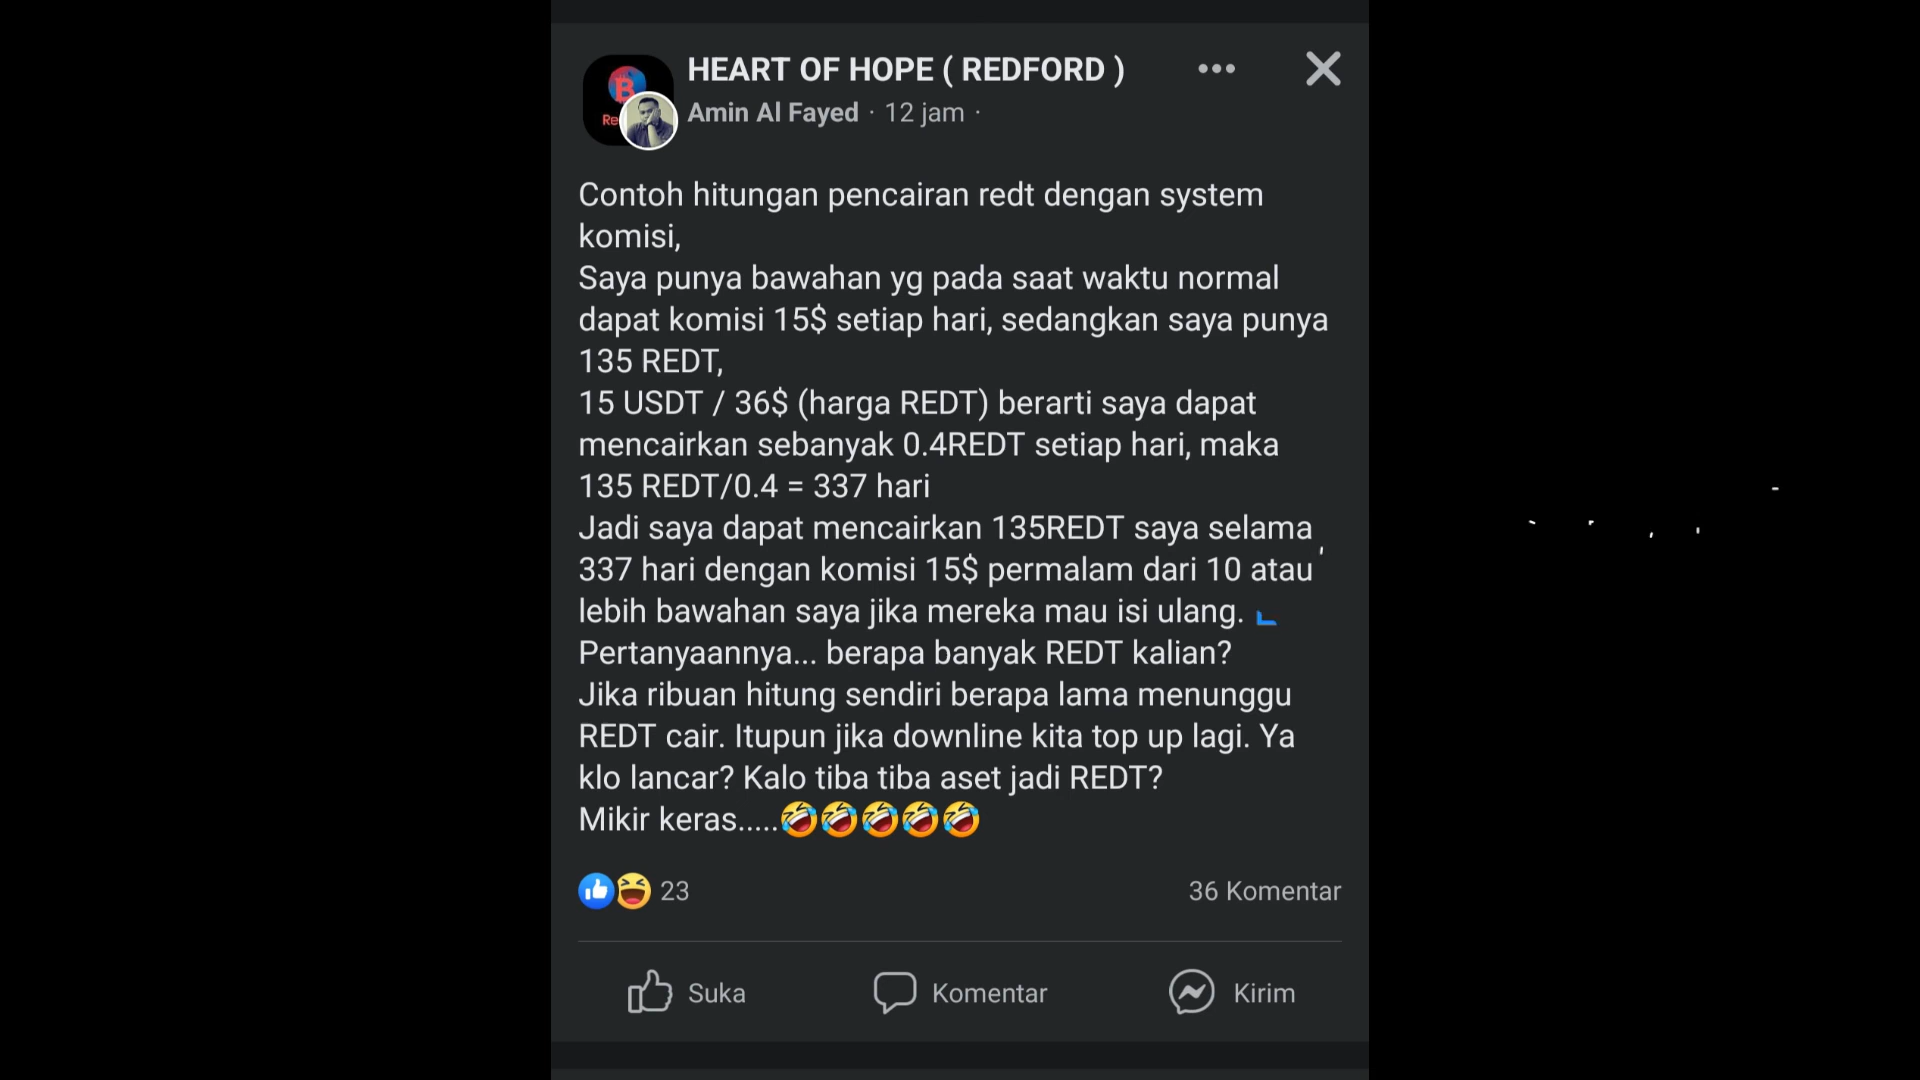 HEART OF HOPE ( REDFORD )
Amin Al Fayed · 12 jam ·
Contoh hitungan pencairan redt dengan system
komisi,
Saya punya bawahan yg pada saat waktu normal
dapat komisi 15$ setiap hari, sedangkan saya punya
135 REDT,
15 USDT / 36$ (harga REDT) berarti saya dapat
mencairkan sebanyak 0.4REDT setiap hari, maka
135 REDT/0.4 = 337 hari
Jadi saya dapat mencairkan 135REDT saya selama
337 hari dengan komisi 15$ permalam dari 10 atau
lebih bawahan saya jika mereka mau isi ulang.
Pertanyaannya... berapa banyak REDT kalian?
Jika ribuan hitung sendiri berapa lama menunggu
REDT cair. Itupun jika downline kita top up lagi. Ya
klo lancar? Kalo tiba tiba aset jadi REDT?
Mikir keras.....🤣🤣🤣🤣🤣
23
36 Komentar
Suka
Komentar
Kirim